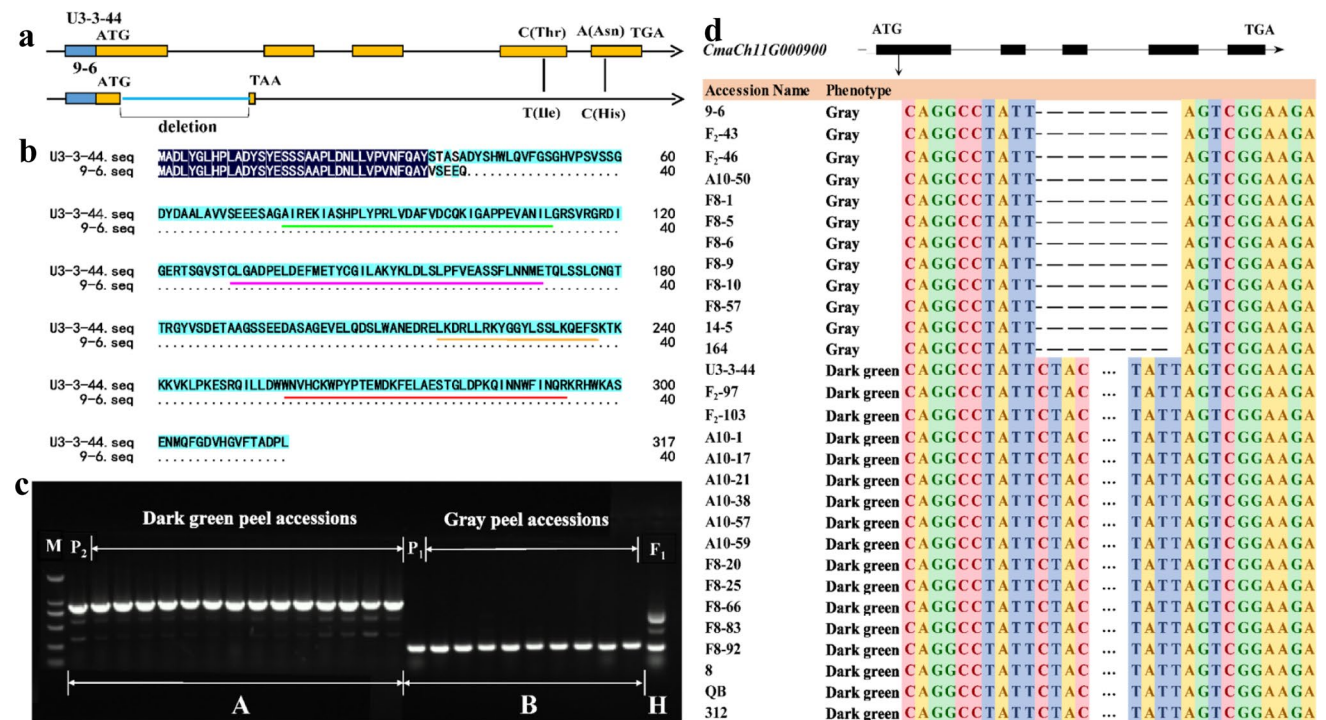 a
U3-3-44
ATG
C(Thr)
A(Asn)
TGA
9-6
ATG
TAA
deletion
T(Ile)
C(His)
b
U3-3-44. seq MADLYGLHPLADYSYESSSAAPLDNLLVPVNFQAYSTASADYSHWLQVFGSGHVPSVSSG 60
9-6. seq MADLYGLHPLADYSYESSSAAPLDNLLVPVNFQAYVSEEQ.................... 40
U3-3-44. seq DYDAALAVVSEEESAGAIREKIASHPLYPRLVDAFVDCQKIGAPPEVANILGRSVRGRDI 120
9-6. seq ............................................................ 40
U3-3-44. seq GERTSGVSTCLGADPELDEFMETYCGILAKYKLDLSLPFVEASSFLNNMETQLSSLCNGT 180
9-6. seq ............................................................ 40
U3-3-44. seq TRGYVSDETAAGSSEEDASAGEVELQDSLWANEDRELKDRLLRKYGGYLSSLKQEFSKTK 240
9-6. seq ............................................................ 40
U3-3-44. seq KKVKLPKESRQILLDWWNVHCKWPYPTEMDKFELAESTGLDPKQINNWFINQRKRHWKAS 300
9-6. seq ............................................................ 40
U3-3-44. seq ENMQFGDVHGVFTADPL 317
9-6. seq ................. 40
c
Dark green peel accessions
Gray peel accessions
M P2 P1 F1
A B H
d
ATG
TGA
CmaCh11G000900
Accession Name Phenotype
9-6 Gray CAGGCCTATT—————————AGTCGGAAGA
F2-43 Gray CAGGCCTATT—————————AGTCGGAAGA
F2-46 Gray CAGGCCTATT—————————AGTCGGAAGA
A10-50 Gray CAGGCCTATT—————————AGTCGGAAGA
F8-1 Gray CAGGCCTATT—————————AGTCGGAAGA
F8-5 Gray CAGGCCTATT—————————AGTCGGAAGA
F8-6 Gray CAGGCCTATT—————————AGTCGGAAGA
F8-9 Gray CAGGCCTATT—————————AGTCGGAAGA
F8-10 Gray CAGGCCTATT—————————AGTCGGAAGA
F8-57 Gray CAGGCCTATT—————————AGTCGGAAGA
14-5 Gray CAGGCCTATT—————————AGTCGGAAGA
164 Gray CAGGCCTATT—————————AGTCGGAAGA
U3-3-44 Dark green CAGGCCTATTCTAC ... TATTAGTCGGAAGA
F2-97 Dark green CAGGCCTATTCTAC ... TATTAGTCGGAAGA
F2-103 Dark green CAGGCCTATTCTAC ... TATTAGTCGGAAGA
A10-1 Dark green CAGGCCTATTCTAC ... TATTAGTCGGAAGA
A10-17 Dark green CAGGCCTATTCTAC ... TATTAGTCGGAAGA
A10-21 Dark green CAGGCCTATTCTAC ... TATTAGTCGGAAGA
A10-38 Dark green CAGGCCTATTCTAC ... TATTAGTCGGAAGA
A10-57 Dark green CAGGCCTATTCTAC ... TATTAGTCGGAAGA
A10-59 Dark green CAGGCCTATTCTAC ... TATTAGTCGGAAGA
F8-20 Dark green CAGGCCTATTCTAC ... TATTAGTCGGAAGA
F8-25 Dark green CAGGCCTATTCTAC ... TATTAGTCGGAAGA
F8-66 Dark green CAGGCCTATTCTAC ... TATTAGTCGGAAGA
F8-83 Dark green CAGGCCTATTCTAC ... TATTAGTCGGAAGA
F8-92 Dark green CAGGCCTATTCTAC ... TATTAGTCGGAAGA
8 Dark green CAGGCCTATTCTAC ... TATTAGTCGGAAGA
QB Dark green CAGGCCTATTCTAC ... TATTAGTCGGAAGA
312 Dark green CAGGCCTATTCTAC ... TATTAGTCGGAAGA